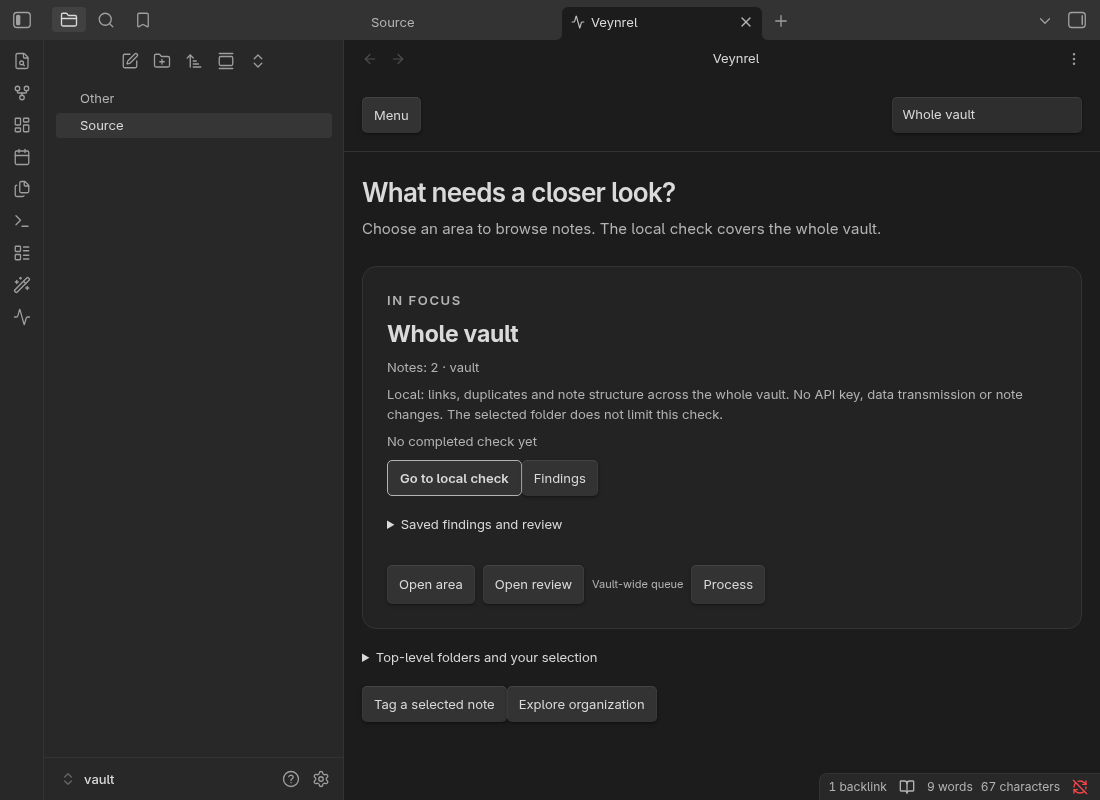 Source
Veynrel
Other
Source
Veynrel
Menu
Whole vault
What needs a closer look?
Choose an area to browse notes. The local check covers the whole vault.
IN FOCUS
Whole vault
Notes: 2 · vault
Local: links, duplicates and note structure across the whole vault. No API key, data transmission or note
changes. The selected folder does not limit this check.
No completed check yet
Go to local check
Findings
Saved findings and review
Open area
Open review
Vault-wide queue
Process
Top-level folders and your selection
Tag a selected note
Explore organization
vault
1 backlink
9 words
67 characters